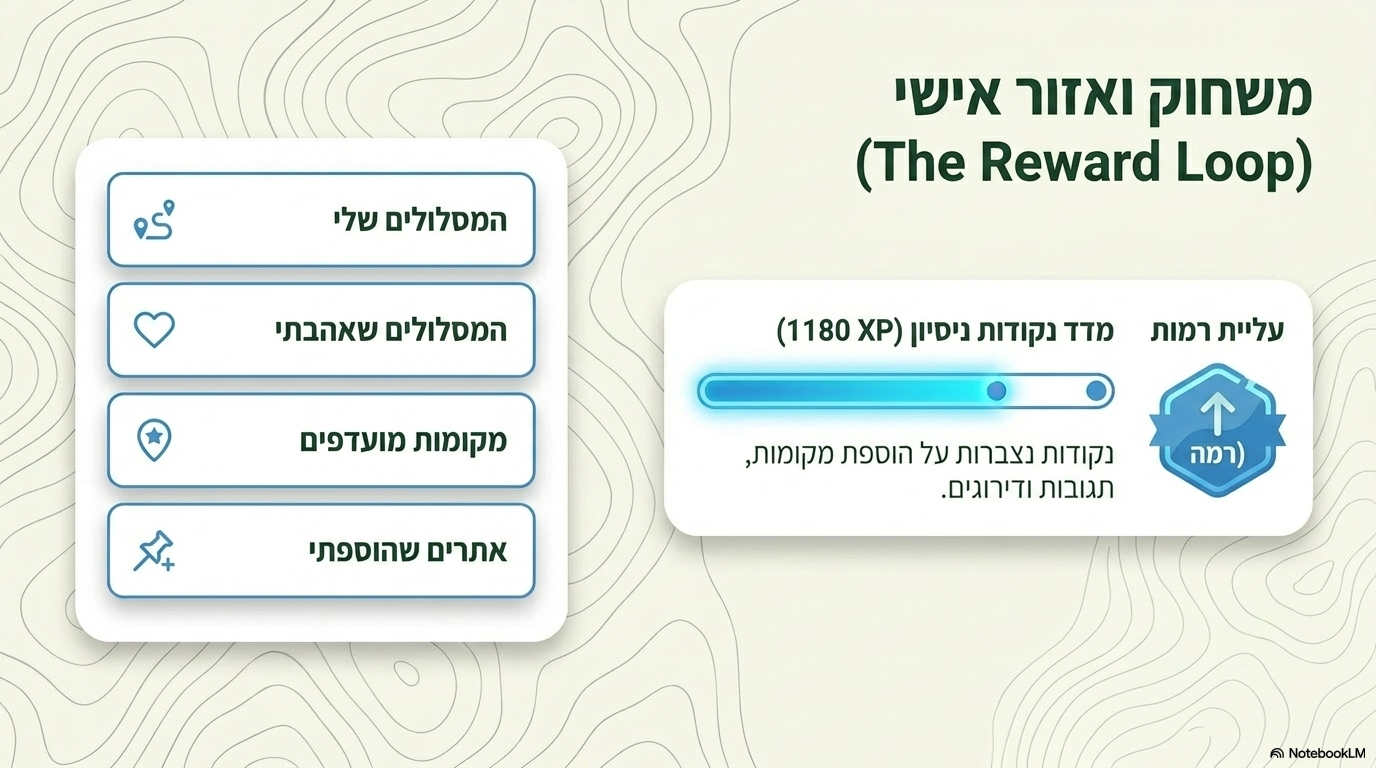 משחוק ואזור אישי
(The Reward Loop)
עליית רמות
רמה)
מדד נקודות ניסיון (1180 XP)
נקודות נצברות על הוספת מקומות,
תגובות ודירוגים.
המסלולים שלי
המסלולים שאהבתי
מקומות מועדפים
אתרים שהוספתי
NotebookLM